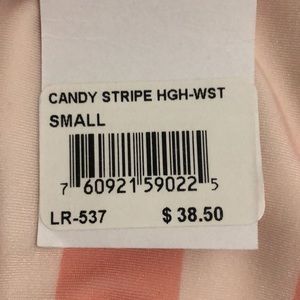 CANDY STRIPE HGH-WST
SMALL
7 60921 59022 5
LR-537 $ 38.50